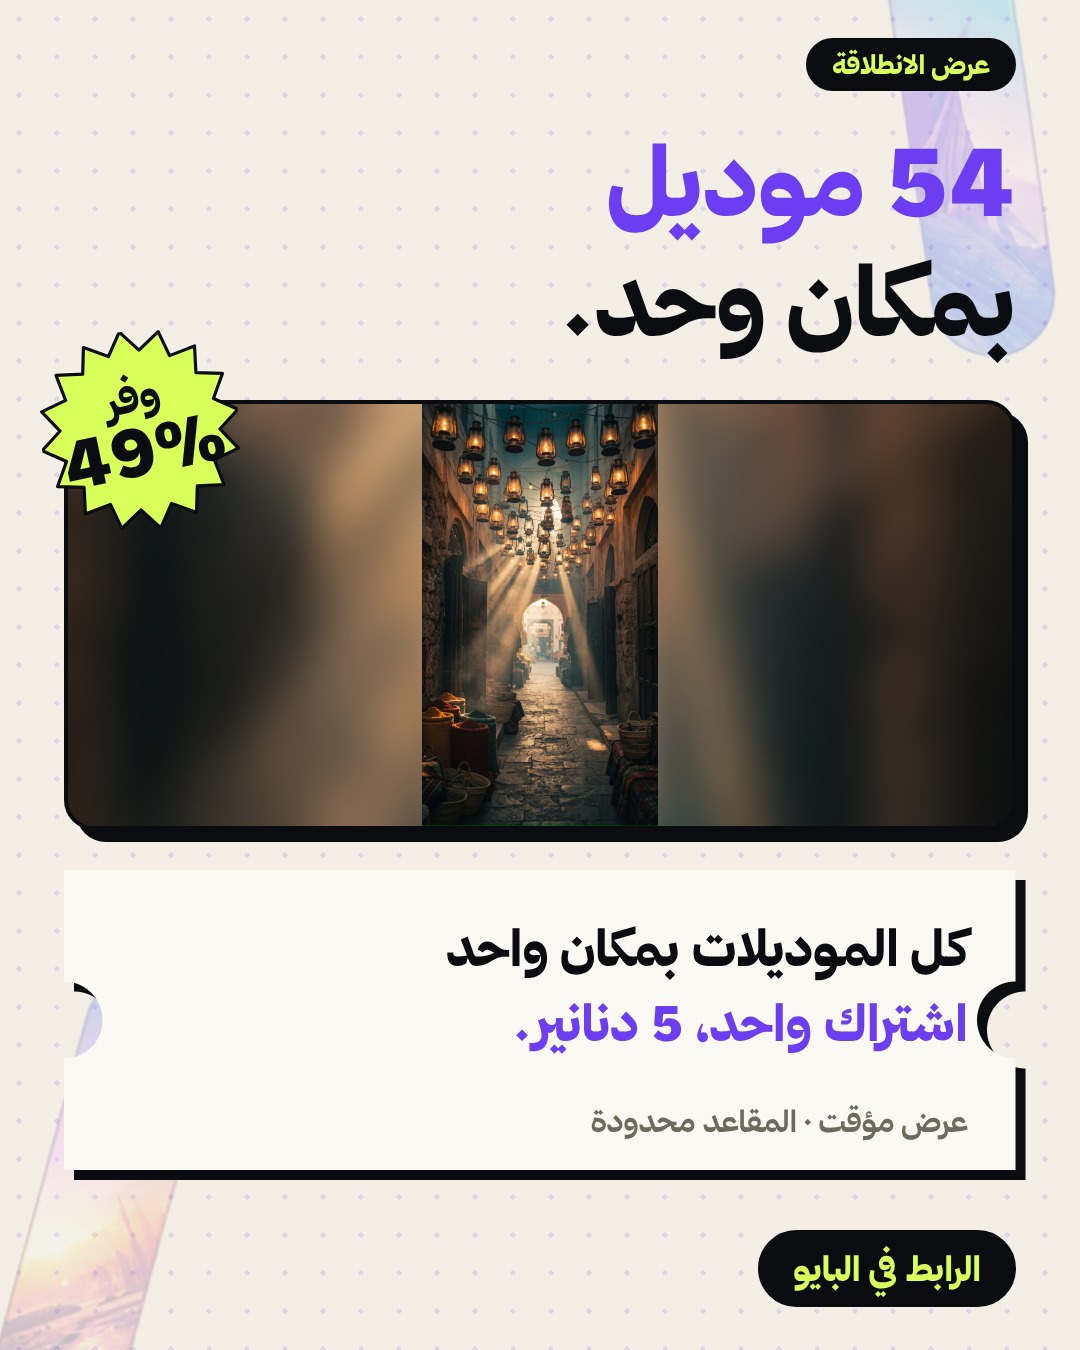 عرض الانطلاقة
54 موديل
بمكان وحد.
وفر
49%
كل الموديلات بمكان واحد
اشتراك واحد، 5 دنانير.
عرض مؤقت · المقاعد محدودة
الرابط في البايو